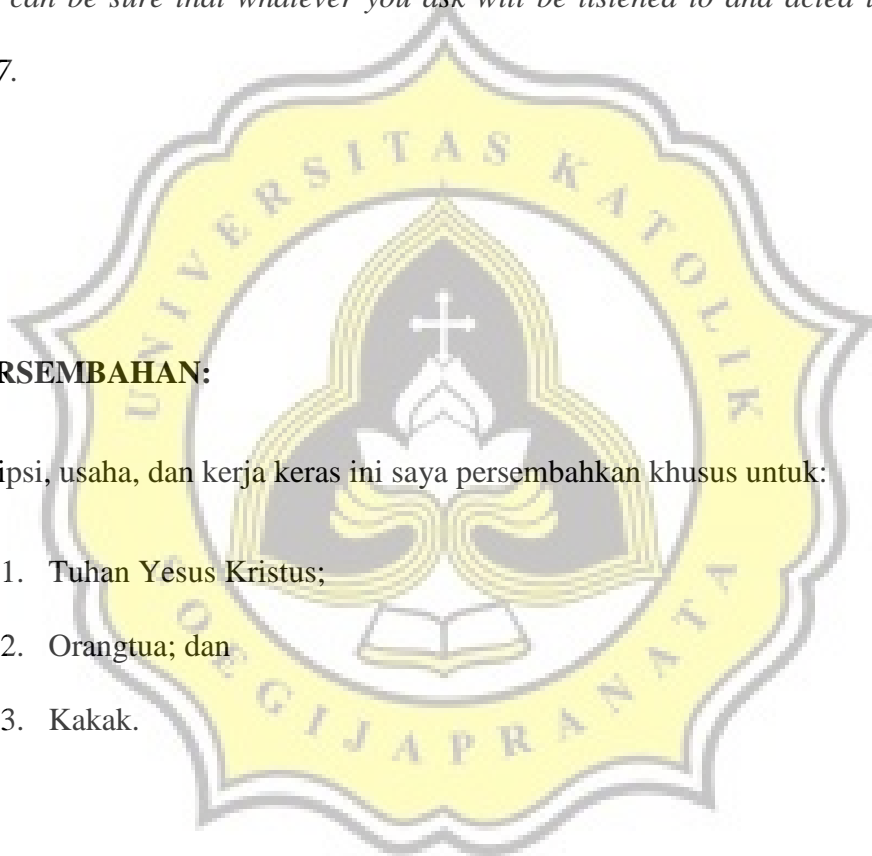 can be sure that whatever you ask will be listened to and acted
7.
UNIVERSITAS KATOLIK
SOEGIJAPRANATA
RSEMBAHAN:
ipsi, usaha, dan kerja keras ini saya persembahkan khusus untuk:
1. Tuhan Yesus Kristus;
2. Orangtua; dan
3. Kakak.